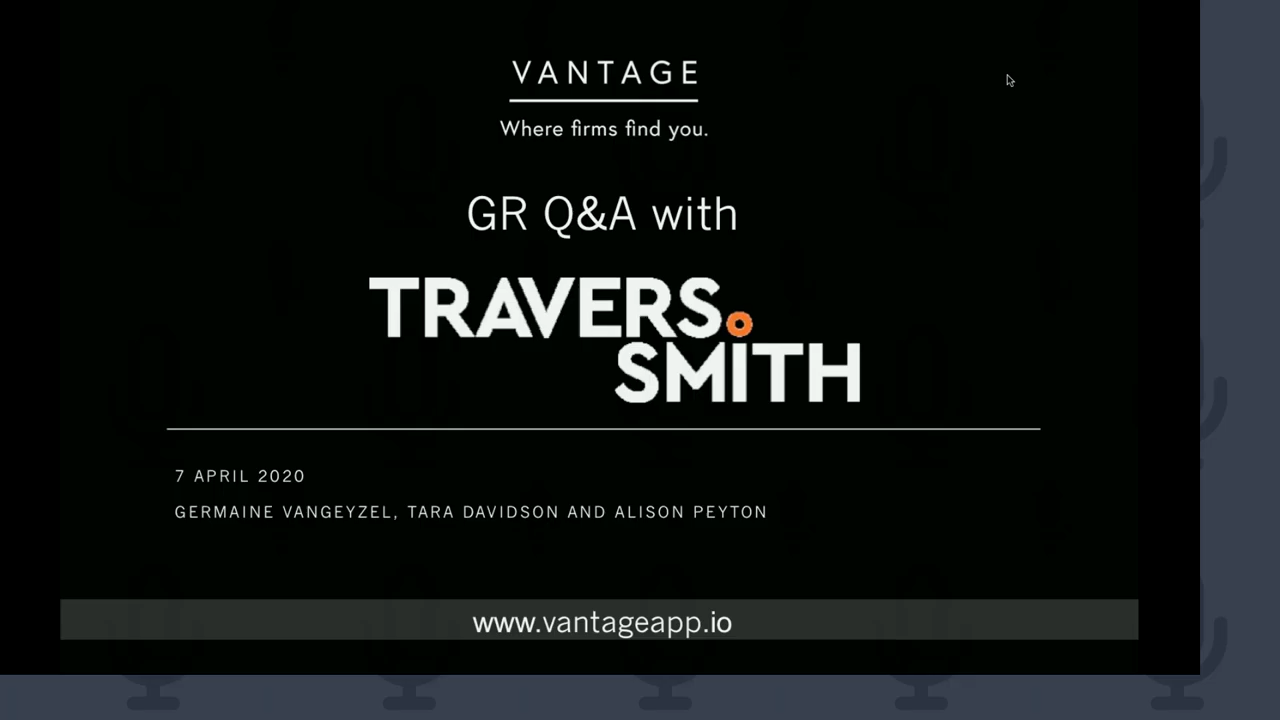 VANTAGE
Where firms find you.
GR Q&A with
TRAVERS.
SMITH
7 APRIL 2020
GERMAINE VANGEYZEL, TARA DAVIDSON AND ALISON PEYTON
www.vantageapp.io